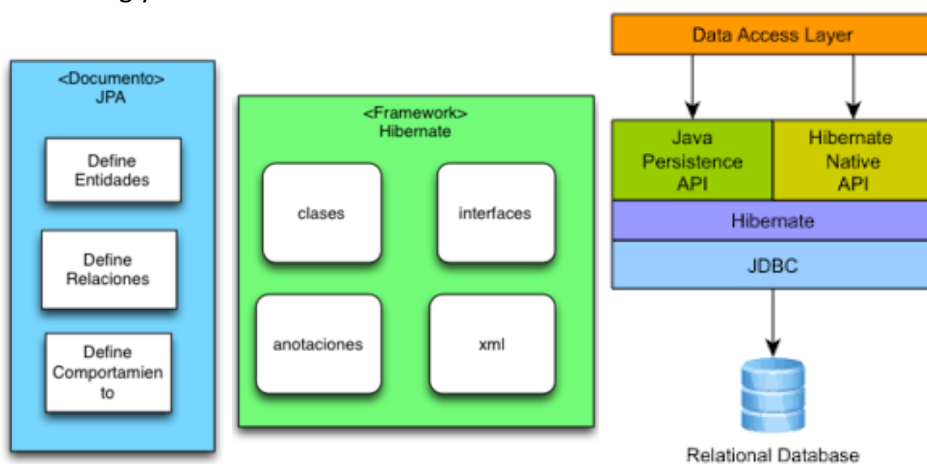 <Documento>
JPA
Define
Entidades
Define
Relaciones
Define
Comportamien
to
<Framework>
Hibernate
clases
interfaces
anotaciones
xml
Data Access Layer
Java
Persistence
API
Hibernate
Native
API
Hibernate
JDBC
Relational Database